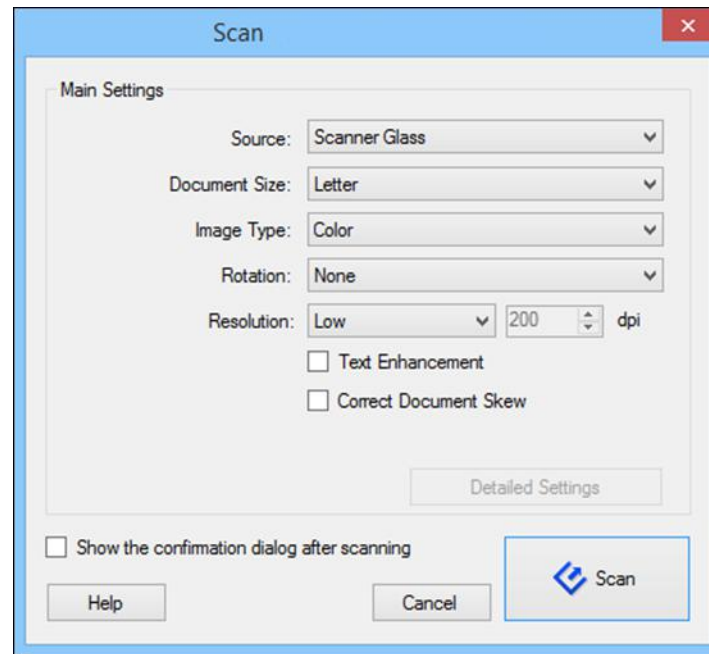 Scan
Main Settings
Source: Scanner Glass
Document Size: Letter
Image Type: Color
Rotation: None
Resolution: Low 200 dpi
Text Enhancement
Correct Document Skew
Detailed Settings
Show the confirmation dialog after scanning
Help Cancel Scan